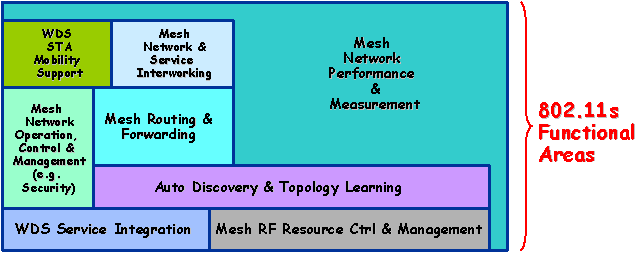 WDS
STA
Mobility
Support
Mesh
Network &
Service
Interworking
Mesh
Network
Performance
&
Measurement
Mesh
Network
Operation,
Control &
Management
(e.g.
Security)
Mesh Routing &
Forwarding
Auto Discovery & Topology Learning
WDS Service Integration
Mesh RF Resource Ctrl & Management
802.11s
Functional
Areas